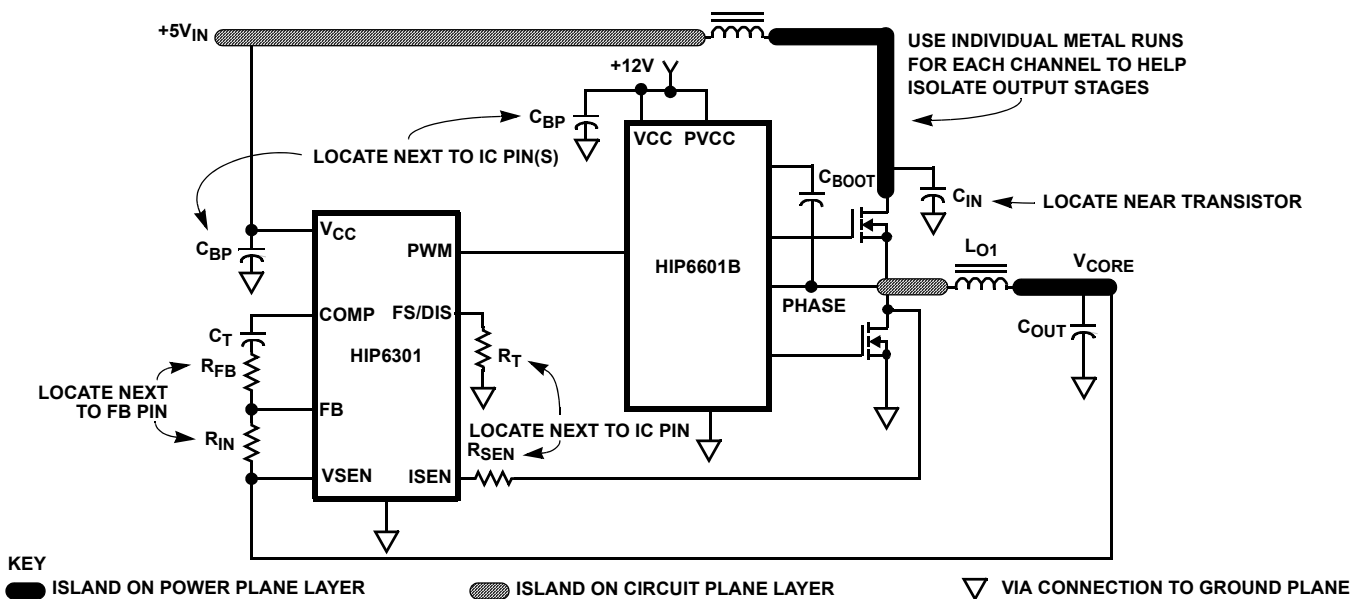 +5VIN
USE INDIVIDUAL METAL RUNS
FOR EACH CHANNEL TO HELP
ISOLATE OUTPUT STAGES
+12V
CBP
VCC PVCC
LOCATE NEXT TO IC PIN(S)
CBOOT
CIN
LOCATE NEAR TRANSISTOR
VCC
CBP
PWM
HIP6601B
LO1
VCORE
PHASE
COMP
FS/DIS
CT
HIP6301
RT
COUT
RFB
LOCATE NEXT
TO FB PIN
FB
RIN
LOCATE NEXT TO IC PIN
RSEN
VSEN
ISEN
KEY
ISLAND ON POWER PLANE LAYER
ISLAND ON CIRCUIT PLANE LAYER
VIA CONNECTION TO GROUND PLANE